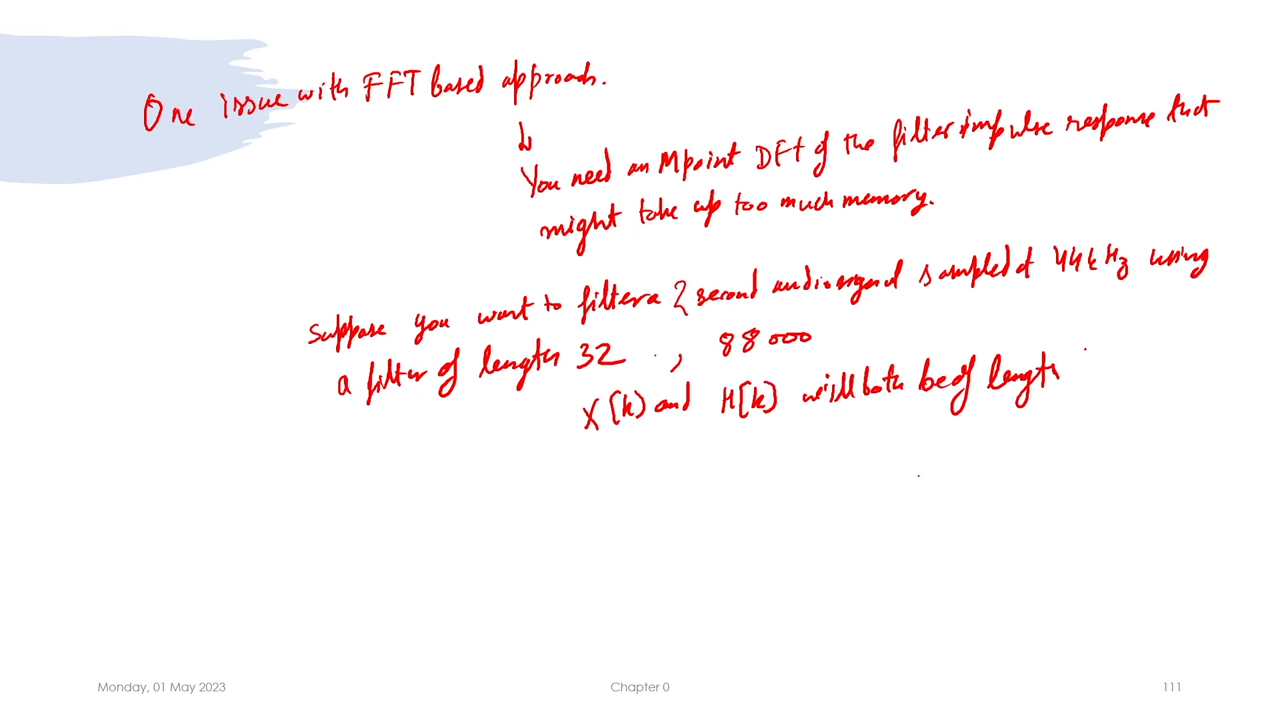 One issue with FFT based approach.
You need an M point DFt of the filter impulse response that
might take up too much memory.
Suppose you want to filter a 2 second audio signal sampled at 44kHz using
a filter of length 32 , 88000
X[k] and H[k] will both be of length
Monday, 01 May 2023 Chapter 0 111